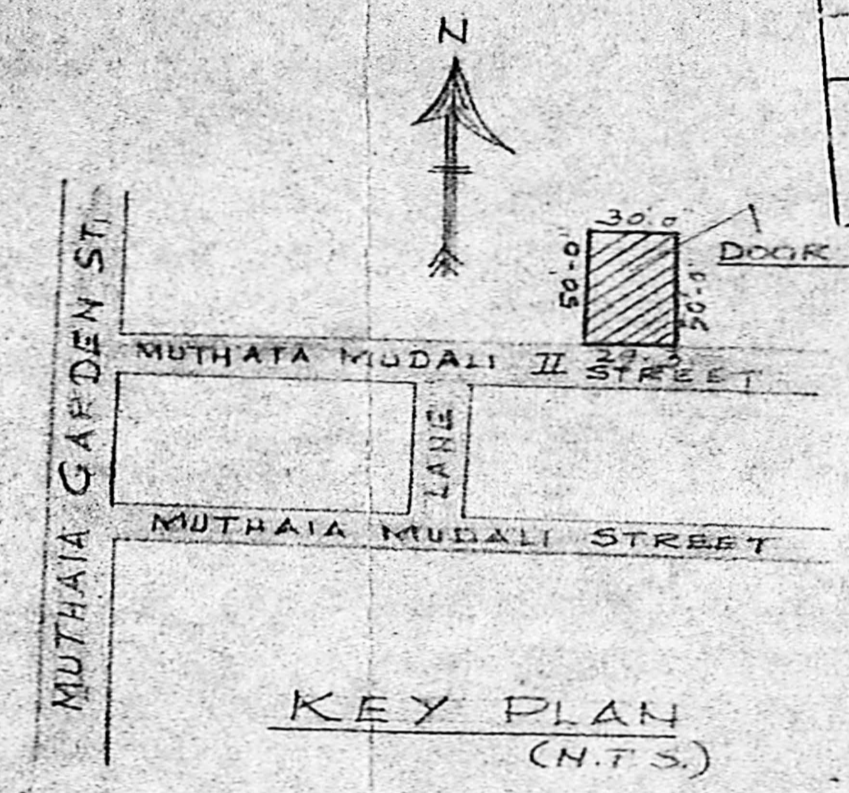 N
30'.0"
50'-0"
50'-0"
DOOR
MUTHAIA MUDALI II STREET
LANE
MUTHAIA MUDALI STREET
MUTHAIA GARDEN ST,
KEY PLAN
(N.T.S.)